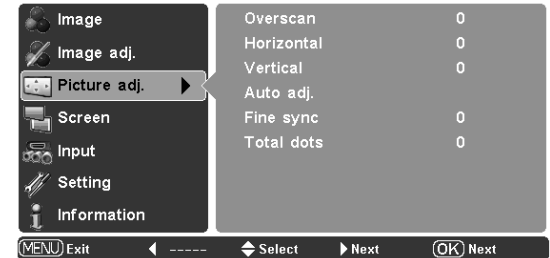 Image
Image adj.
Picture adj.
Screen
Input
Setting
Information
Overscan 0
Horizontal 0
Vertical 0
Auto adj.
Fine sync 0
Total dots 0
MENU Exit ----- Select Next OK Next